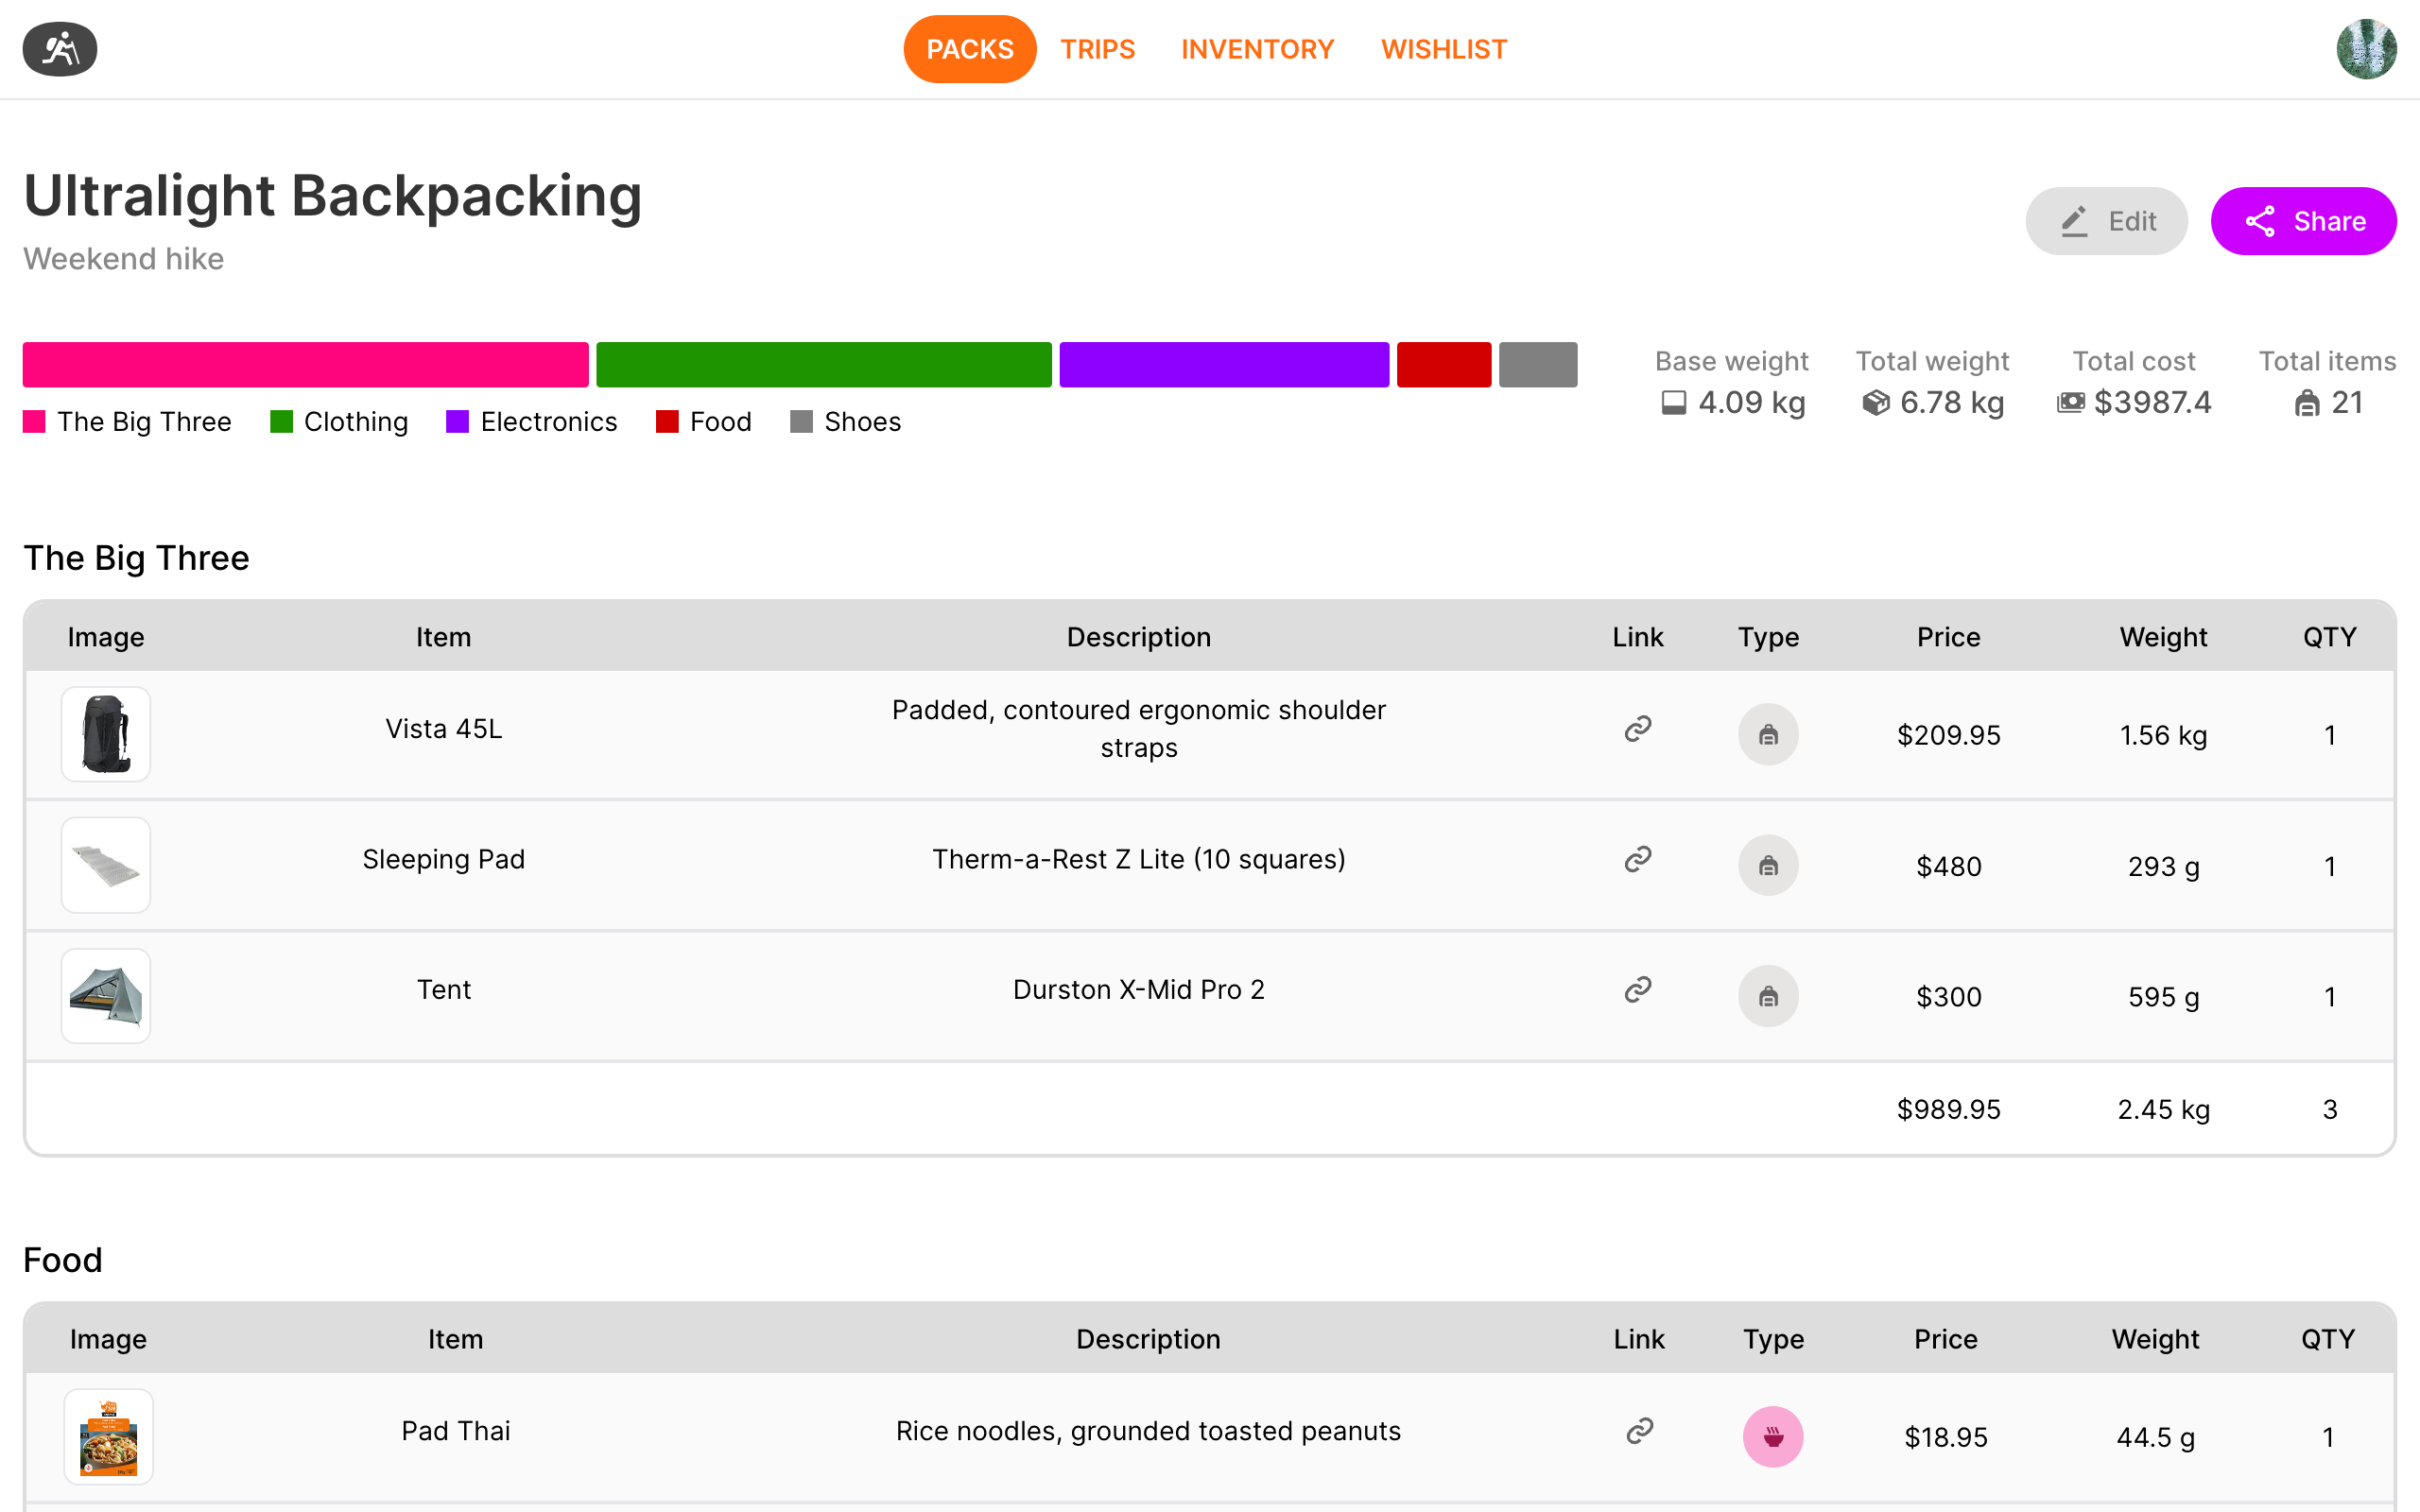 PACKS TRIPS INVENTORY WISHLIST
Ultralight Backpacking
Weekend hike
Edit Share
Base weight Total weight Total cost Total items
4.09 kg 6.78 kg $3987.4 21
The Big Three Clothing Electronics Food Shoes
The Big Three
Image Item Description Link Type Price Weight QTY
Vista 45L Padded, contoured ergonomic shoulder
straps $209.95 1.56 kg 1
Sleeping Pad Therm-a-Rest Z Lite (10 squares) $480 293 g 1
Tent Durston X-Mid Pro 2 $300 595 g 1
$989.95 2.45 kg 3
Food
Image Item Description Link Type Price Weight QTY
Pad Thai Rice noodles, grounded toasted peanuts $18.95 44.5 g 1